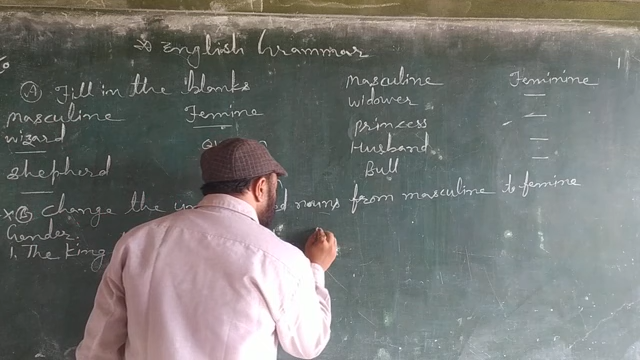 English Grammar
(A) Fill in the blanks
Masculine Femine Masculine Feminine
Wizard widower
princess
Shepherd Husband
Bull
(B) Change the nouns from masculine to femine
Gender.
1. The King